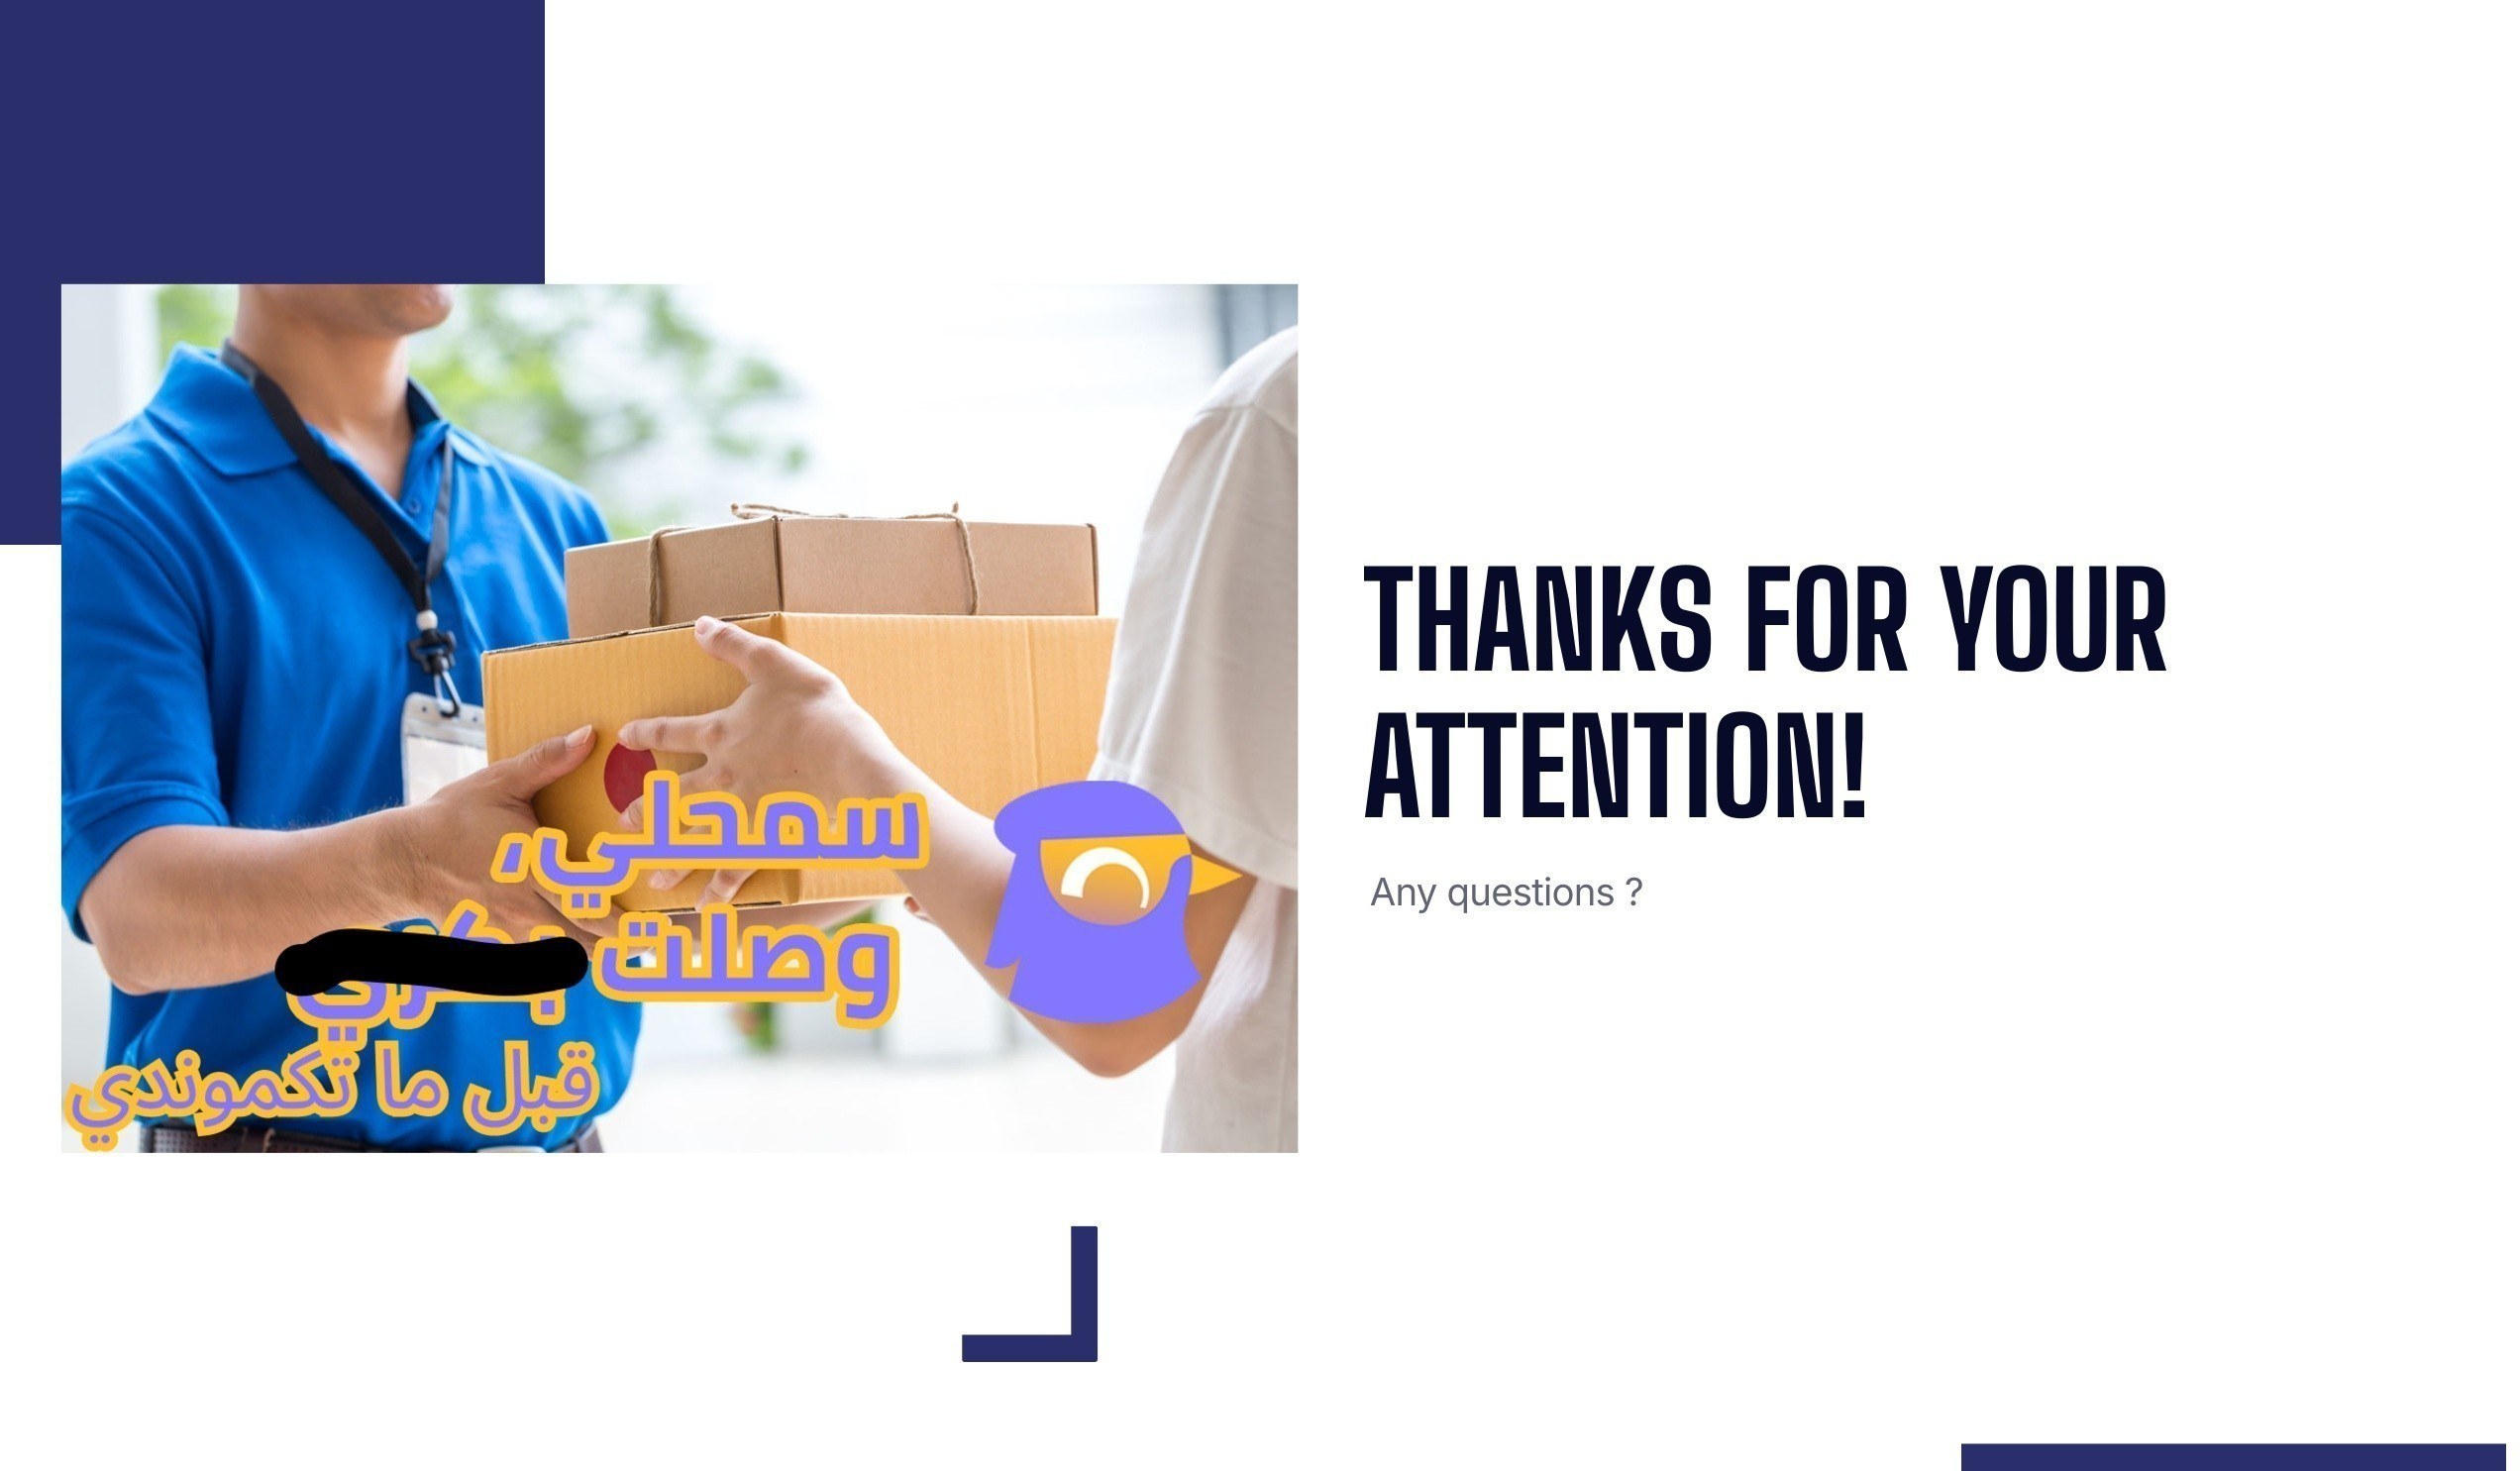 سمحلي,
وصلت
قبل ما تكموندي
THANKS FOR YOUR
ATTENTION!
Any questions ?